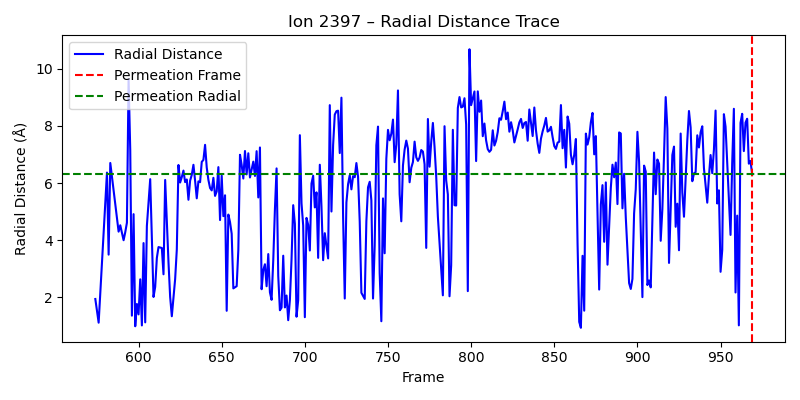 Ion 2397 – Radial Distance Trace
Radial Distance
Permeation Frame
Permeation Radial
Radial Distance (Å)
10
8
6
4
2
600 650 700 750 800 850 900 950
Frame